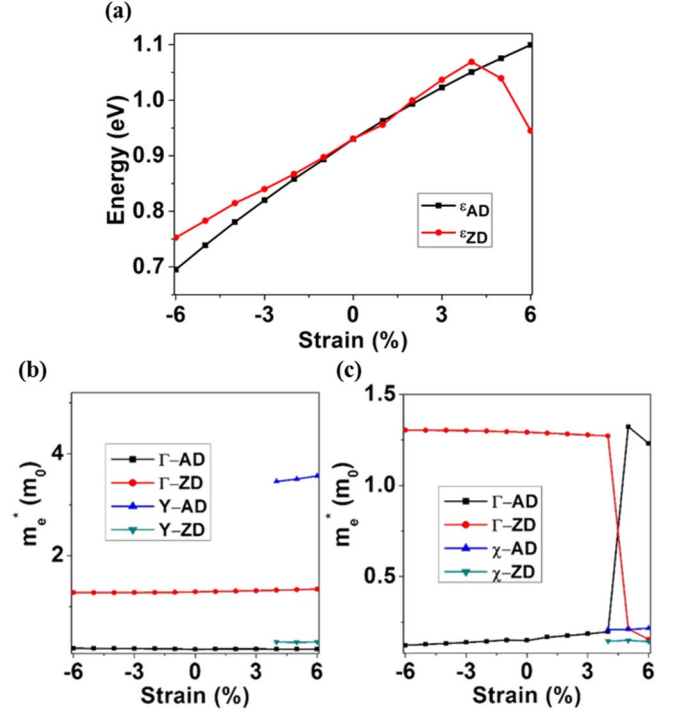 (a)
1.1
1.0
0.9
0.8
0.7
Energy (eV)
εAD
εZD
-6 -3 0 3 6
Strain (%)
(b)
4
2
me* (m0)
Γ–AD
Γ–ZD
Y–AD
Y–ZD
-6 -3 0 3 6
Strain (%)
(c)
1.5
1.0
0.5
me* (m0)
Γ–AD
Γ–ZD
χ–AD
χ–ZD
-6 -3 0 3 6
Strain (%)